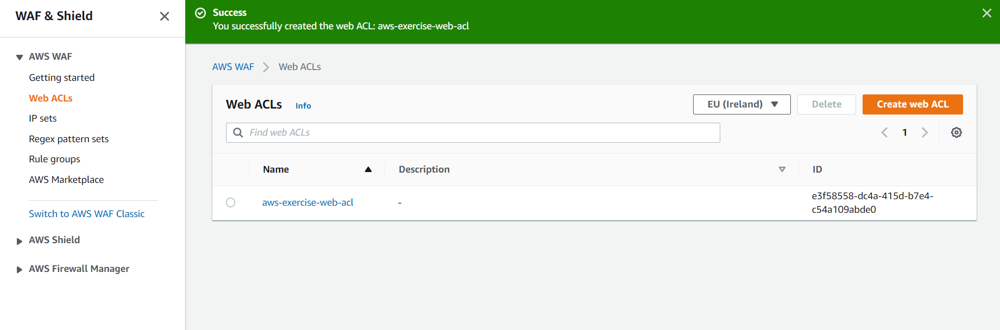 WAF & Shield
AWS WAF
Getting started
Web ACLs
IP sets
Regex pattern sets
Rule groups
AWS Marketplace
Switch to AWS WAF Classic
AWS Shield
AWS Firewall Manager
Success
You successfully created the web ACL: aws-exercise-web-acl
AWS WAF > Web ACLs
Web ACLs Info
EU (Ireland) Delete Create web ACL
Find web ACLs
1
Name Description ID
aws-exercise-web-acl - e3f58558-dc4a-415d-b7e4-
c54a109abde0